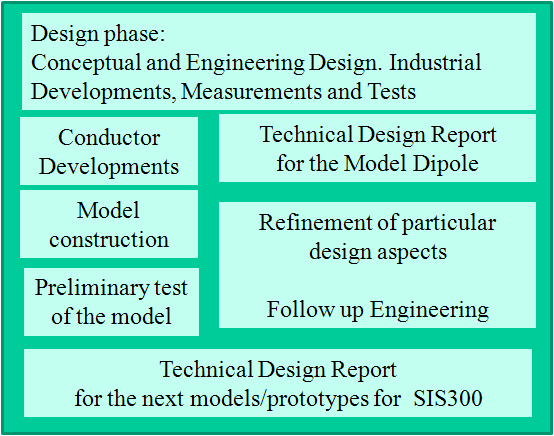 Design phase:
Conceptual and Engineering Design. Industrial
Developments, Measurements and Tests
Conductor
Developments
Technical Design Report
for the Model Dipole
Model
construction
Refinement of particular
design aspects
Follow up Engineering
Preliminary test
of the model
Technical Design Report
for the next models/prototypes for SIS300